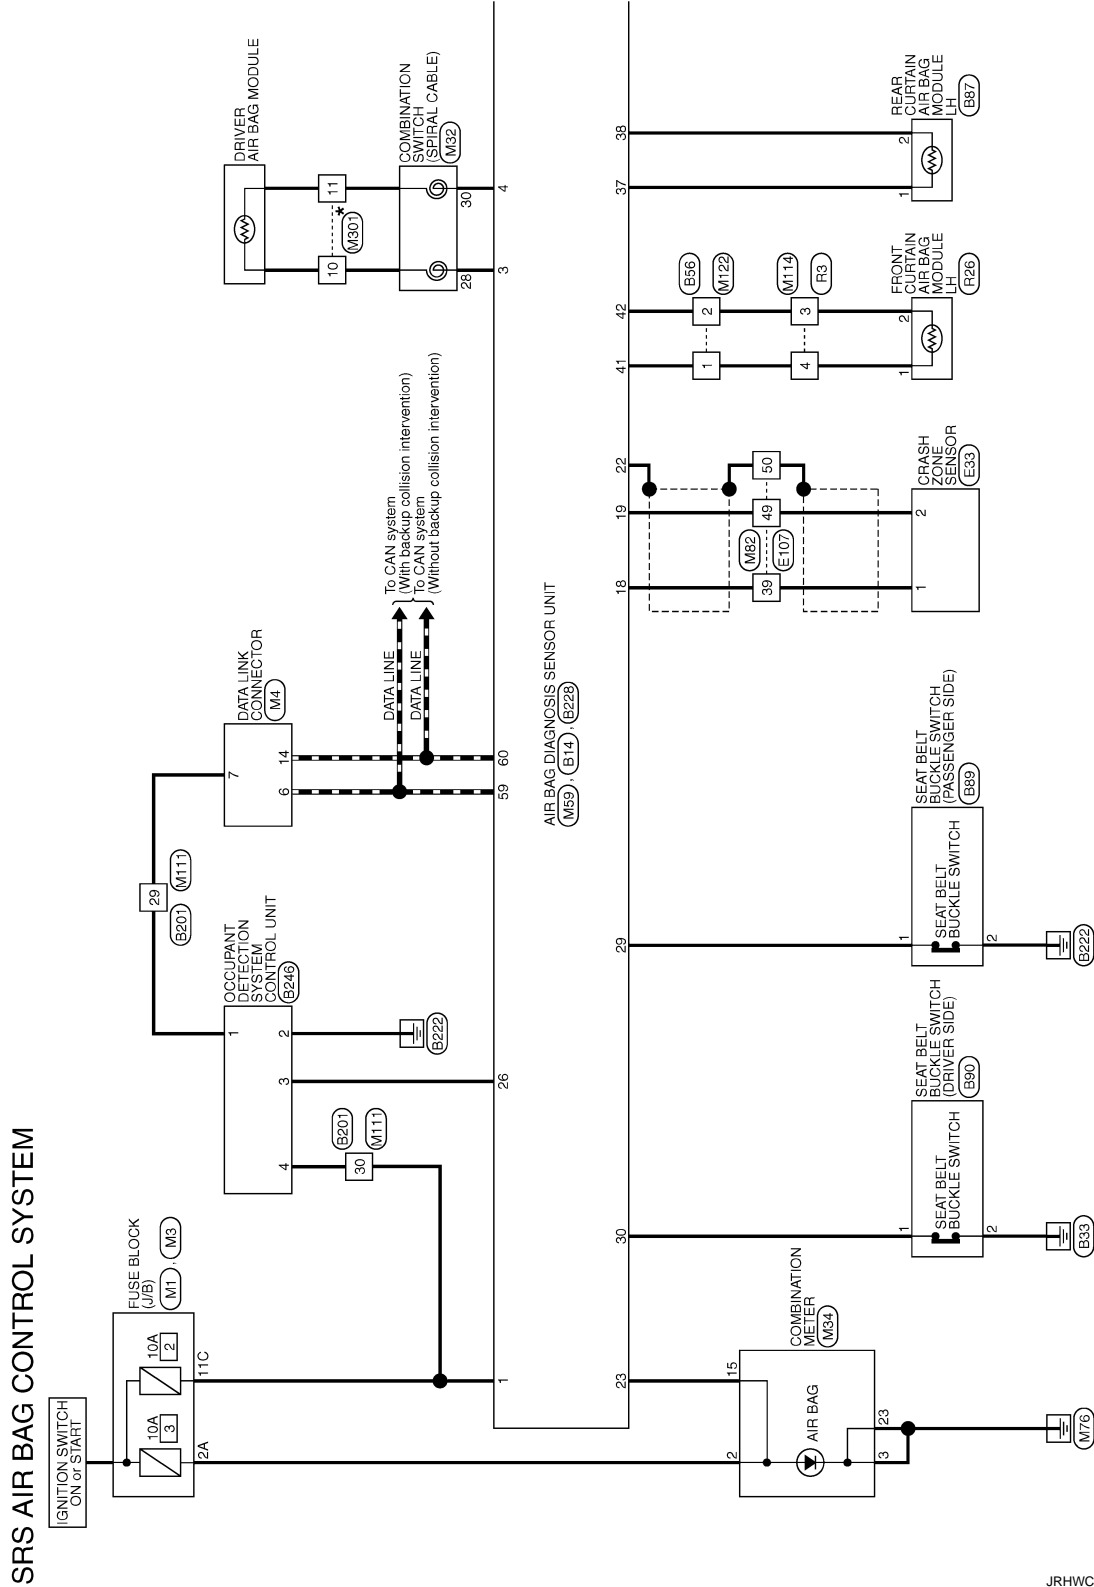 SRS AIR BAG CONTROL SYSTEM
IGNITION SWITCH
ON or START
FUSE BLOCK
(J/B)
M1 , M3
10A
3
10A
2
2A
11C
OCCUPANT
DETECTION
SYSTEM
CONTROL UNIT
B246
1
4
3
2
30
B201
M111
B222
29
B201
M111
DATA LINK
CONNECTOR
M4
7
6
14
DATA LINE
DATA LINE
To CAN system
(With backup collision intervention)
To CAN system
(Without backup collision intervention)
DRIVER
AIR BAG MODULE
10
11
*
M301
COMBINATION
SWITCH
(SPIRAL CABLE)
M32
28
30
1
26
59
60
3
4
AIR BAG DIAGNOSIS SENSOR UNIT
M59 , B14 , B228
23
30
29
18
19
22
41
42
37
38
COMBINATION
METER
M34
2
15
AIR BAG
3
23
M76
SEAT BELT
BUCKLE SWITCH
(DRIVER SIDE)
B90
1
SEAT BELT
BUCKLE SWITCH
2
B33
SEAT BELT
BUCKLE SWITCH
(PASSENGER SIDE)
B89
1
SEAT BELT
BUCKLE SWITCH
2
B222
39
49
50
M82
E107
CRASH
ZONE
SENSOR
E33
1
2
1
2
B56
M122
4
3
M114
R3
FRONT
CURTAIN
AIR BAG
MODULE
LH
R26
1
2
REAR
CURTAIN
AIR BAG
MODULE
LH
B87
1
2
JRHWC